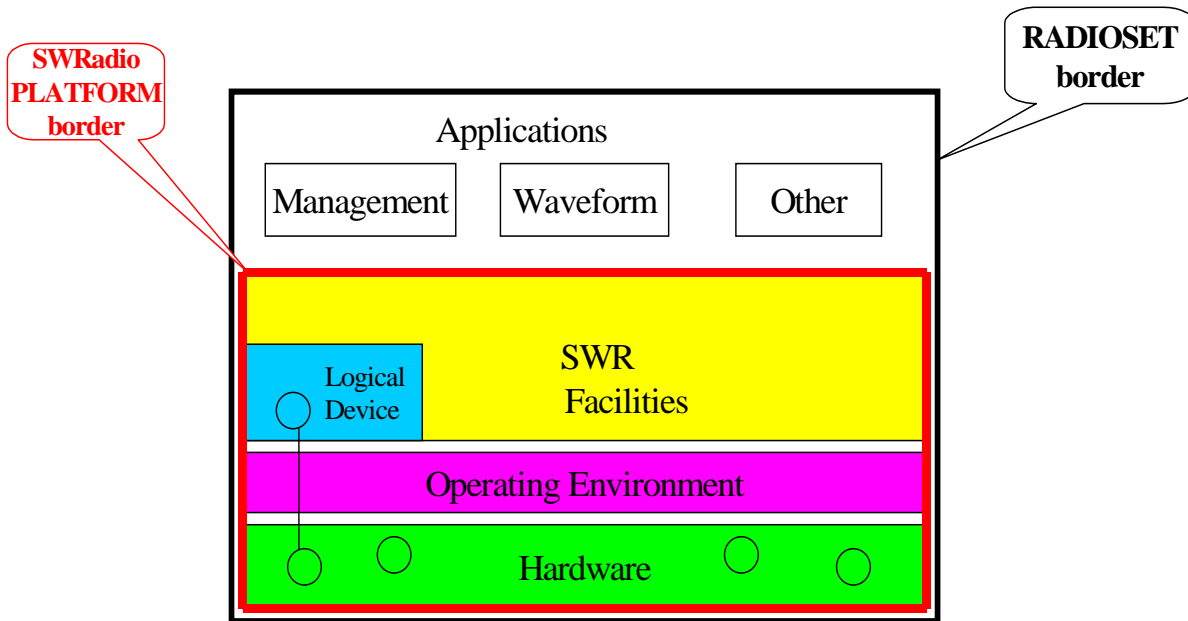 SWRadio
PLATFORM
border
RADIOSET
border
Applications
Management
Waveform
Other
SWR
Facilities
Logical
Device
Operating Environment
Hardware